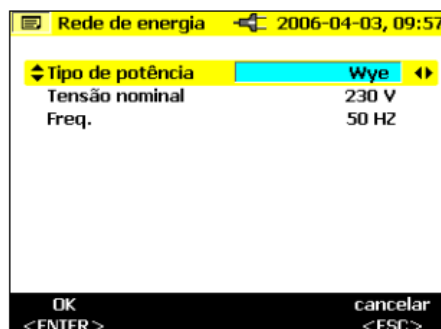 Rede de energia 2006-04-03, 09:57
Tipo de potência Wye
Tensão nominal 230 V
Freq. 50 HZ
OK cancelar
<ENTER> <ESC>